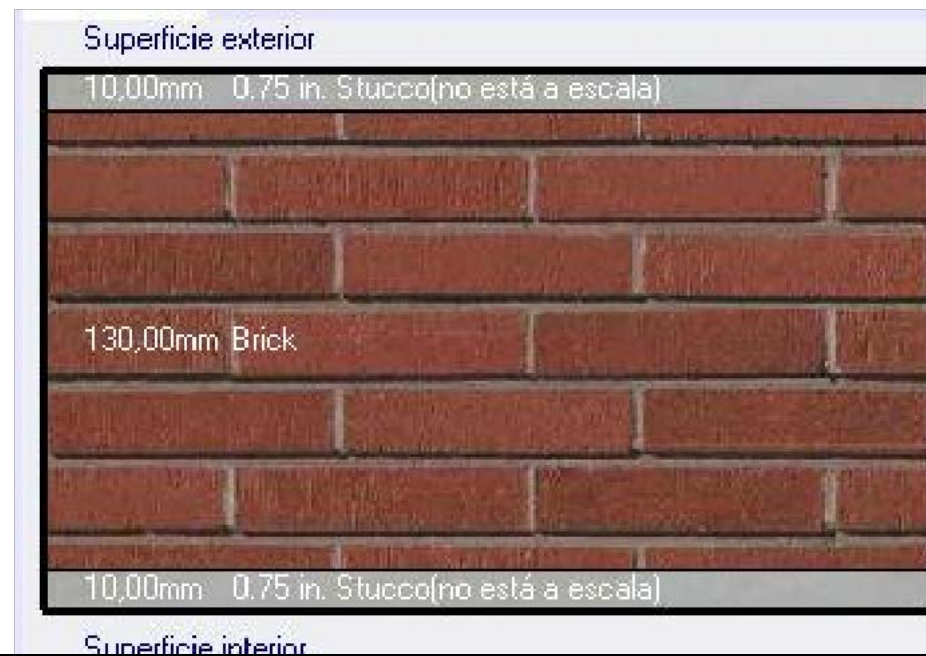 Superficie exterior
10,00mm 0.75 in. Stucco(no está a escala)
130,00mm Brick
10,00mm 0.75 in. Stucco(no está a escala)
Superficie interior